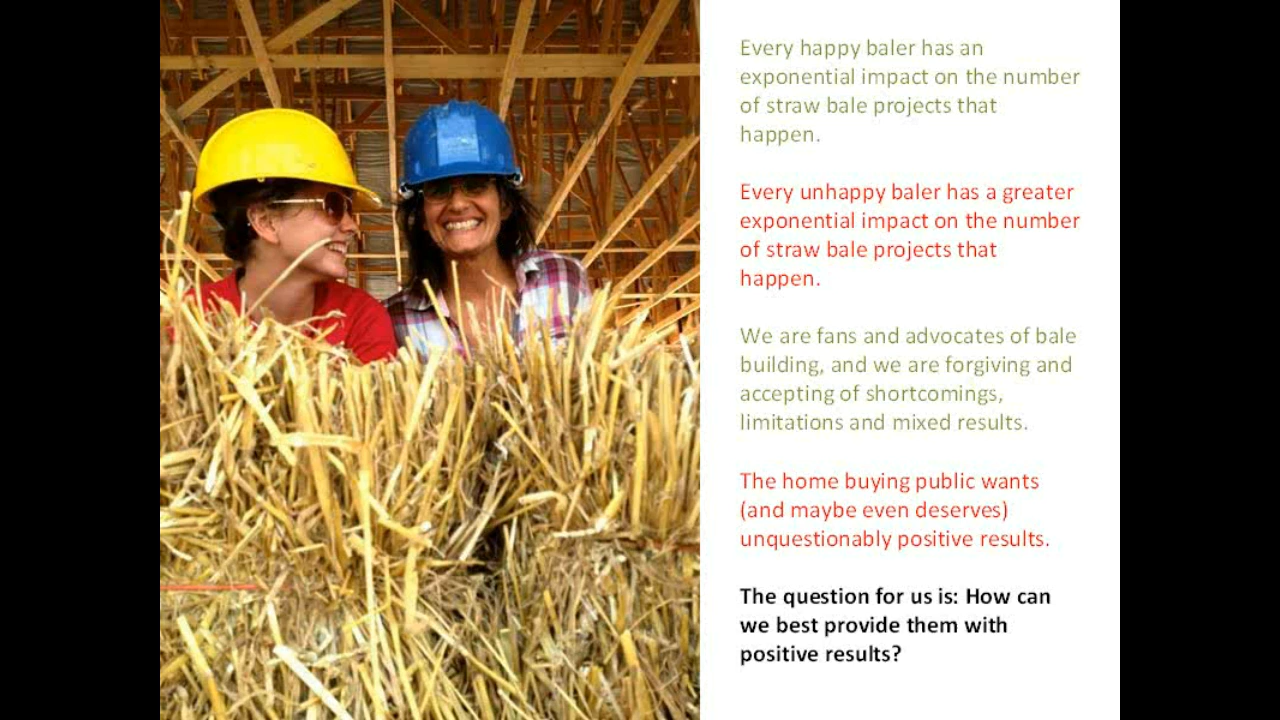 Every happy baler has an
exponential impact on the number
of straw bale projects that
happen.
Every unhappy baler has a greater
exponential impact on the number
of straw bale projects that
happen.
We are fans and advocates of bale
building, and we are forgiving and
accepting of shortcomings,
limitations and mixed results.
The home buying public wants
(and maybe even deserves)
unquestionably positive results.
The question for us is: How can
we best provide them with
positive results?